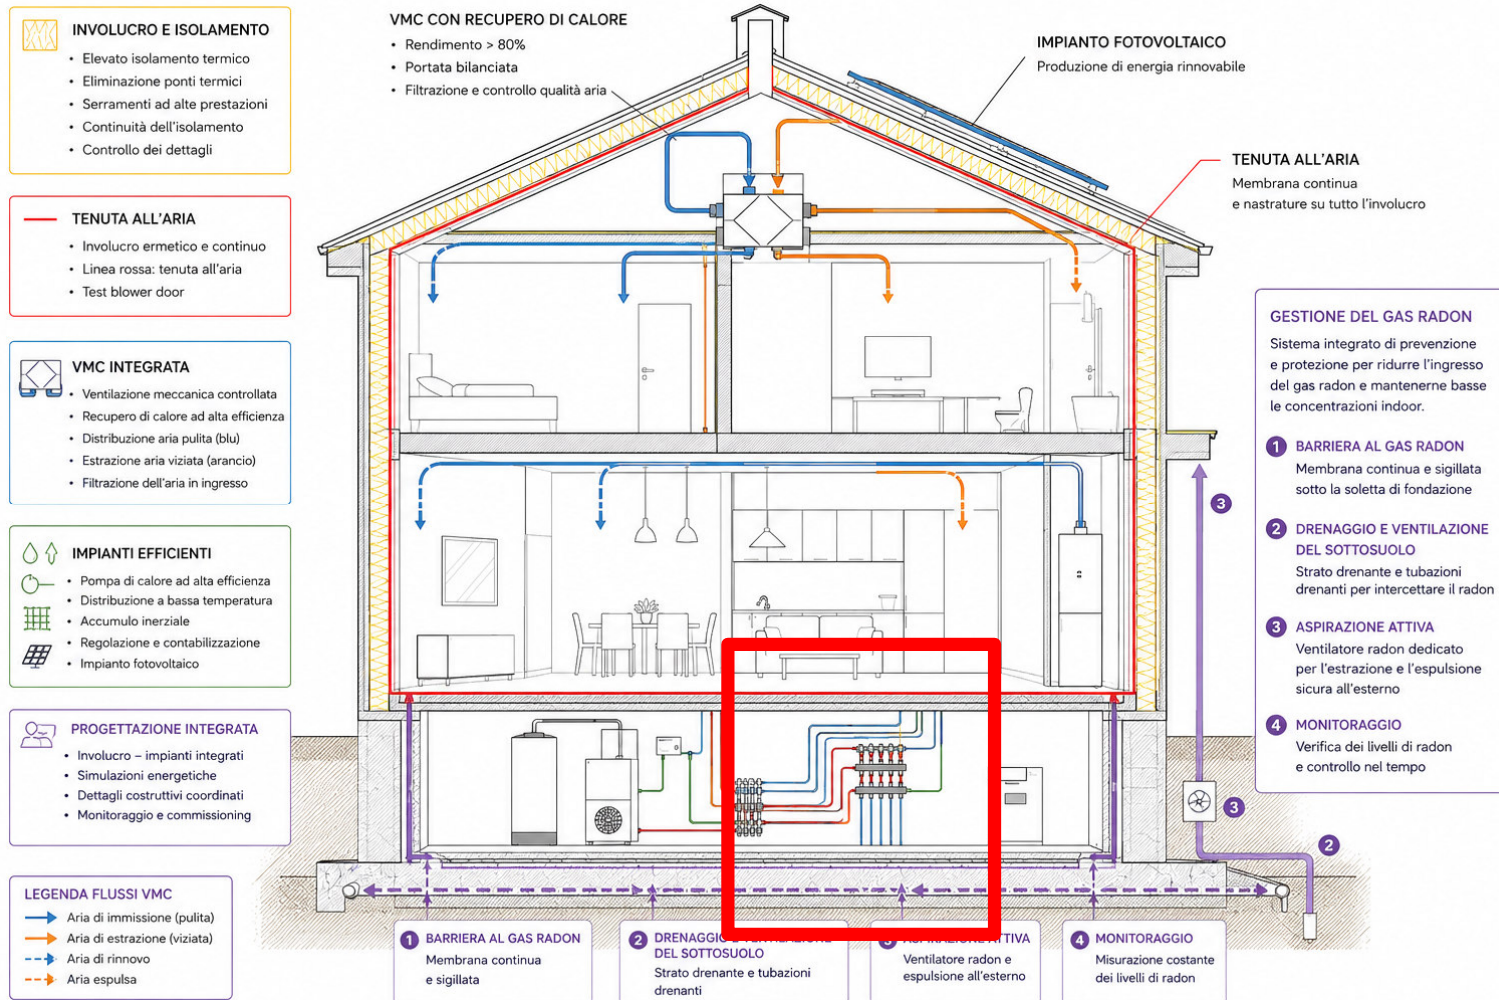 INVOLUCRO E ISOLAMENTO
• Elevato isolamento termico
• Eliminazione ponti termici
• Serramenti ad alte prestazioni
• Continuità dell'isolamento
• Controllo dei dettagli
TENUTA ALL'ARIA
• Involucro ermetico e continuo
• Linea rossa: tenuta all'aria
• Test blower door
VMC INTEGRATA
• Ventilazione meccanica controllata
• Recupero di calore ad alta efficienza
• Distribuzione aria pulita (blu)
• Estrazione aria viziata (arancio)
• Filtrazione dell'aria in ingresso
IMPIANTI EFFICIENTI
• Pompa di calore ad alta efficienza
• Distribuzione a bassa temperatura
• Accumulo inerziale
• Regolazione e contabilizzazione
• Impianto fotovoltaico
PROGETTAZIONE INTEGRATA
• Involucro – impianti integrati
• Simulazioni energetiche
• Dettagli costruttivi coordinati
• Monitoraggio e commissioning
LEGENDA FLUSSI VMC
Aria di immissione (pulita)
Aria di estrazione (viziata)
Aria di rinnovo
Aria espulsa
VMC CON RECUPERO DI CALORE
• Rendimento > 80%
• Portata bilanciata
• Filtrazione e controllo qualità aria
IMPIANTO FOTOVOLTAICO
Produzione di energia rinnovabile
TENUTA ALL'ARIA
Membrana continua
e nastrature su tutto l'involucro
GESTIONE DEL GAS RADON
Sistema integrato di prevenzione
e protezione per ridurre l'ingresso
del gas radon e mantenerne basse
le concentrazioni indoor.
1 BARRIERA AL GAS RADON
Membrana continua e sigillata
sotto la soletta di fondazione
2 DRENAGGIO E VENTILAZIONE
DEL SOTTOSUOLO
Strato drenante e tubazioni
drenanti per intercettare il radon
3 ASPIRAZIONE ATTIVA
Ventilatore radon dedicato
per l'estrazione e l'espulsione
sicura all'esterno
4 MONITORAGGIO
Verifica dei livelli di radon
e controllo nel tempo
3
3
2
1 BARRIERA AL GAS RADON
Membrana continua
e sigillata
2 DRENAGGIO
DEL SOTTOSUOLO
Strato drenante e tubazioni
drenanti
Ventilatore radon e
espulsione all'esterno
4 MONITORAGGIO
Misurazione costante
dei livelli di radon